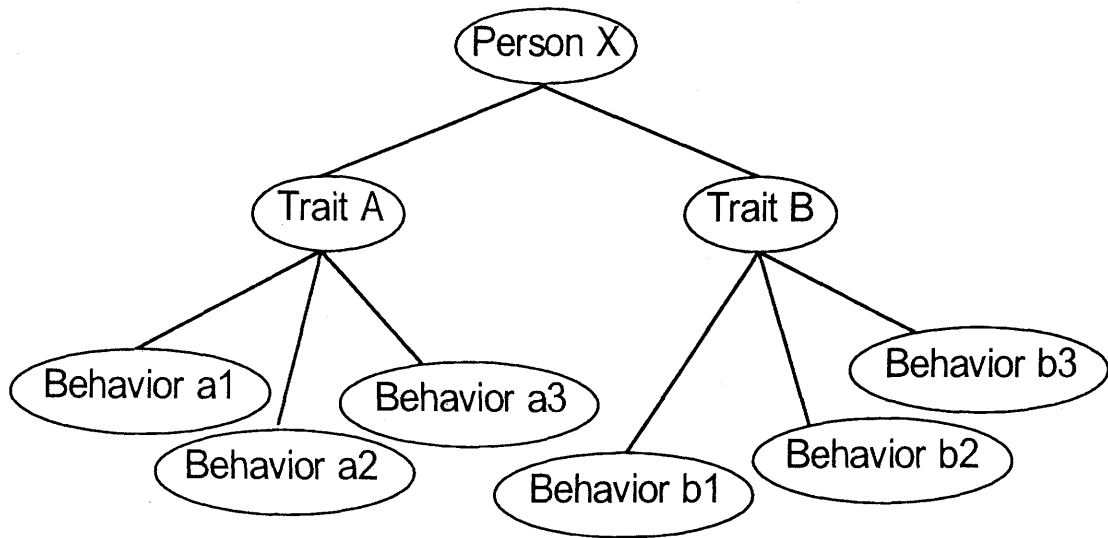 Person X
Trait A
Trait B
Behavior a1
Behavior a2
Behavior a3
Behavior b1
Behavior b2
Behavior b3